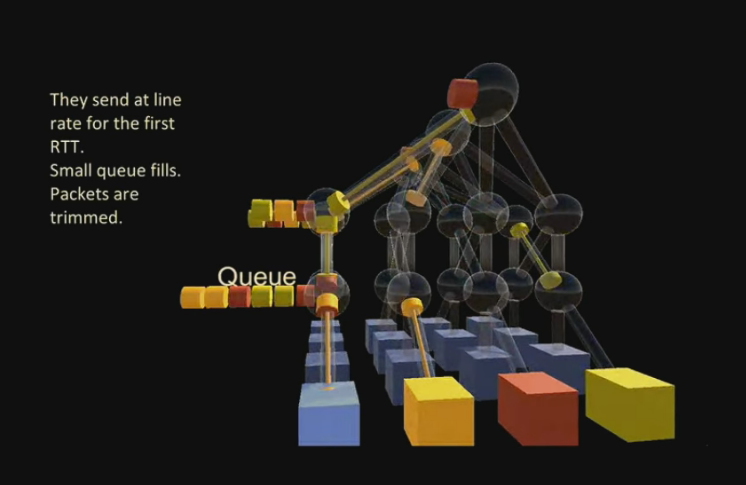 They send at line
rate for the first
RTT.
Small queue fills.
Packets are
trimmed.
Queue